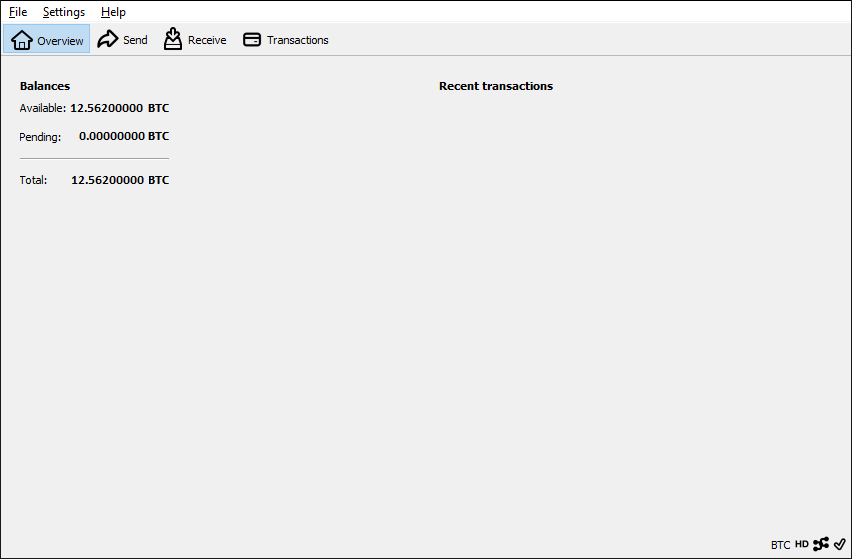 File Settings Help
Overview Send Receive Transactions
Balances
Available: 12.56200000 BTC
Pending: 0.00000000 BTC
Total: 12.56200000 BTC
Recent transactions
BTC HD